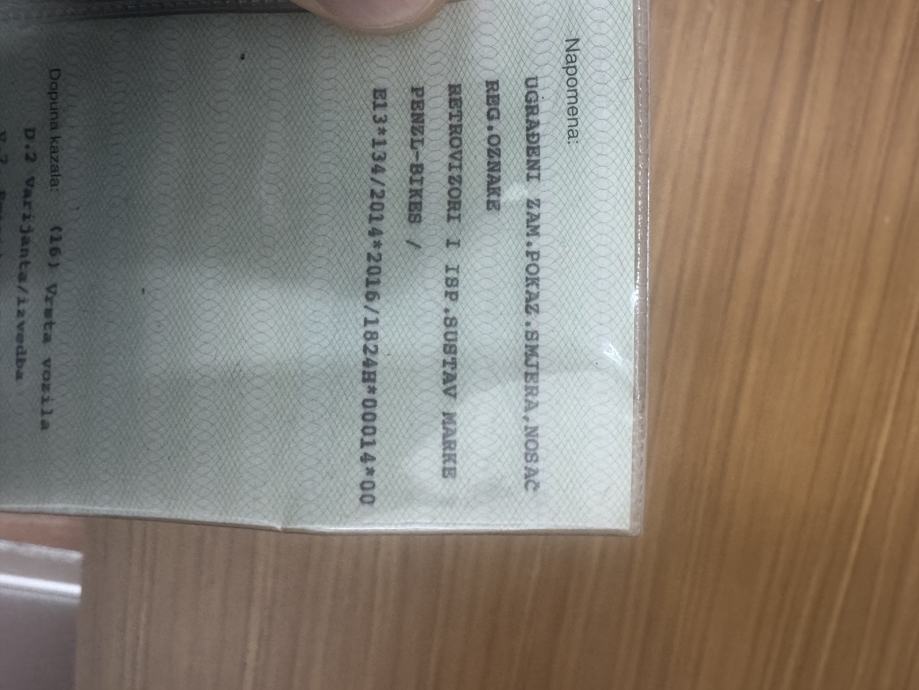 Napomena:
UGRAĐENI ZAM.POKAZ.SMJERA,NOSAČ
REG.OZNAKE
RETROVIZORI I ISP.SUSTAV MARKE
PENZL-BIKES /
E13*134/2014*2016/1824H*00014*00
Dopuna kazala: (16) Vrsta vozila
D.2 Varijanta/izvedba